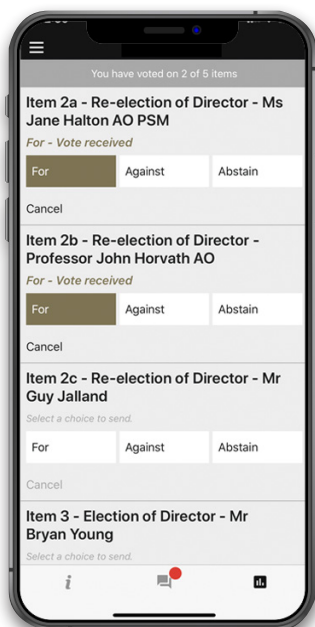 You have voted on 2 of 5 items
Item 2a - Re-election of Director - Ms
Jane Halton AO PSM
For - Vote received
For Against Abstain
Cancel
Item 2b - Re-election of Director -
Professor John Horvath AO
For - Vote received
For Against Abstain
Cancel
Item 2c - Re-election of Director - Mr
Guy Jalland
Select a choice to send.
For Against Abstain
Cancel
Item 3 - Election of Director - Mr
Bryan Young
Select a choice to send.